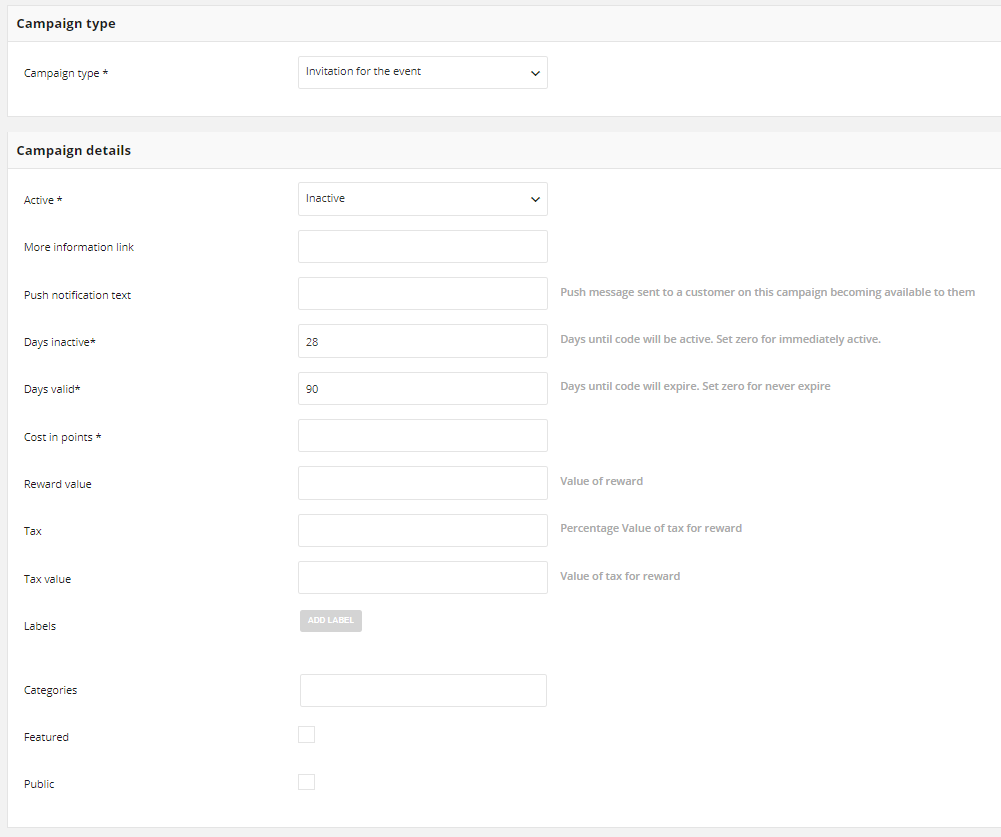 Campaign type
Campaign type * Invitation for the event
Campaign details
Active * Inactive
More information link
Push notification text Push message sent to a customer on this campaign becoming available to them
Days inactive* 28 Days until code will be active. Set zero for immediately active.
Days valid* 90 Days until code will expire. Set zero for never expire
Cost in points *
Reward value Value of reward
Tax Percentage Value of tax for reward
Tax value Value of tax for reward
Labels ADD LABEL
Categories
Featured
Public